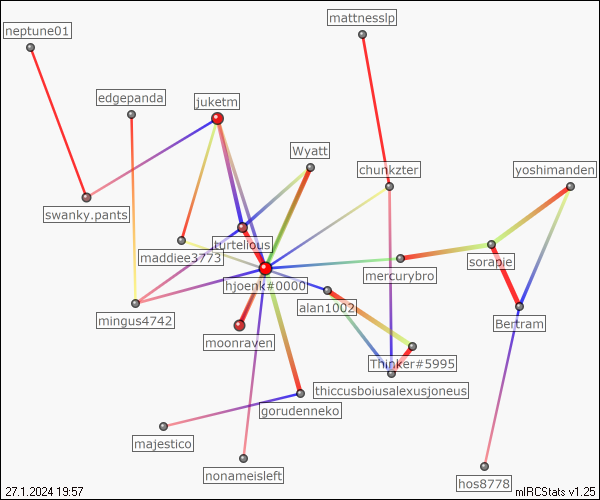 mattnesslp
neptune01
edgepanda
juketm
Wyatt
chunkzter
yoshimanden
swanky.pants
turtelious
maddiee3773
sorapie
mercurybro
hjoenk#0000
alan1002
mingus4742
Bertram
moonraven
Thinker#5995
thiccusboiusalexusjoneus
gorudenneko
majestico
nonameisleft
hos8778
27.1.2024 19:57
mIRCStats v1.25